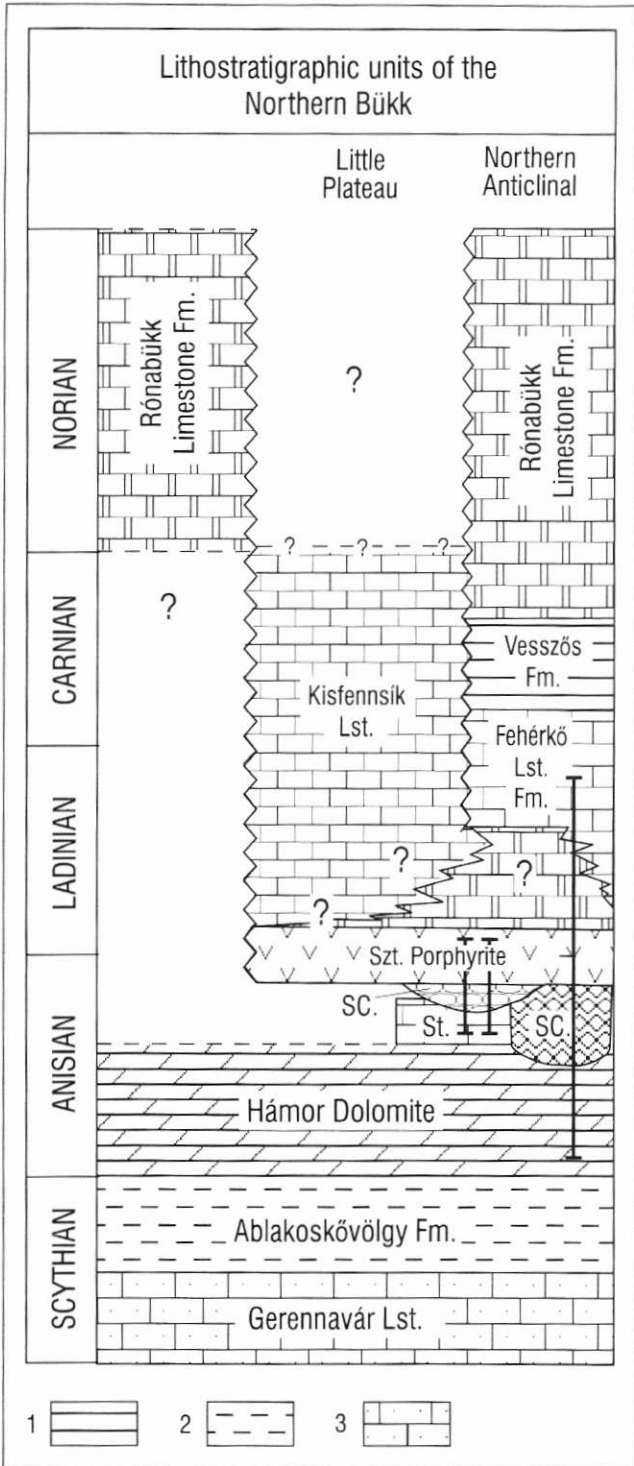 Lithostratigraphic units of the
Northern Bükk
Little
Plateau
Northern
Anticlinal
NORIAN
CARNIAN
LADINIAN
ANISIAN
SCYTHIAN
Rónabükk
Limestone Fm.
?
Rónabükk
Limestone Fm.
? ? ?
?
Vesszős
Fm.
Kisfennsík
Lst.
Fehérkő
Lst.
Fm.
?
?
?
Szt. Porphyrite
SC.
St.
SC.
Hámor Dolomite
Ablakoskővölgy Fm.
Gerennavár Lst.
1
2
3